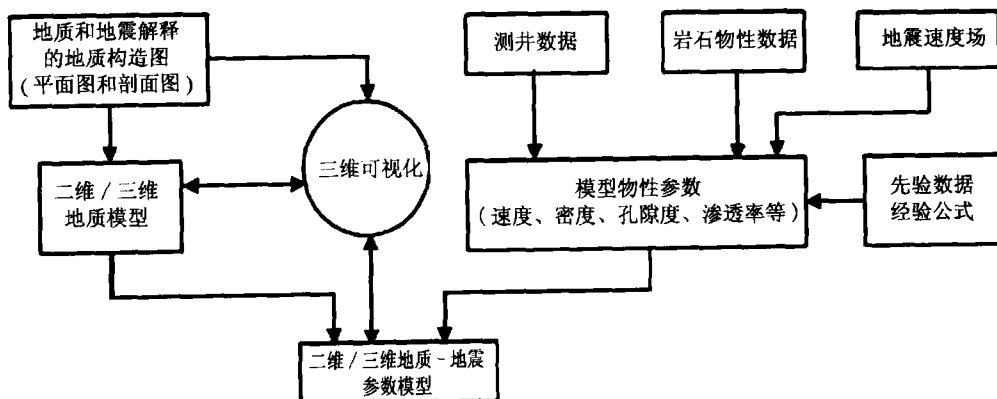 地质和地震解释
的地质构造图
(平面图和剖面图)
测井数据
岩石物性数据
地震速度场
三维可视化
二维/三维
地质模型
模型物性参数
(速度、密度、孔隙度、渗透率等)
先验数据
经验公式
二维/三维地质-地震
参数模型